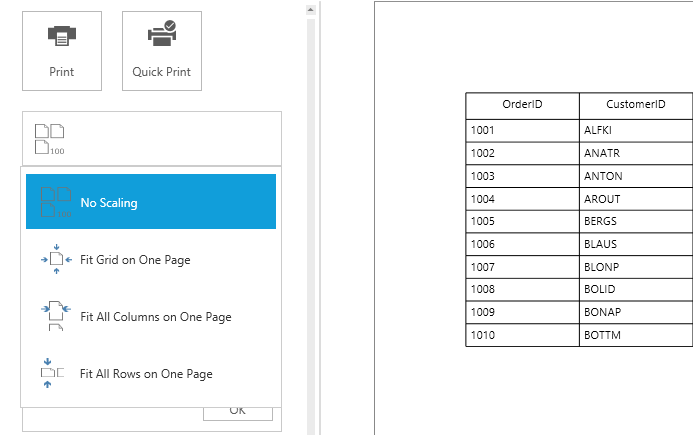 Print
Quick Print
100
No Scaling
Fit Grid on One Page
Fit All Columns on One Page
Fit All Rows on One Page
OK
OrderID CustomerID
1001 ALFKI
1002 ANATR
1003 ANTON
1004 AROUT
1005 BERGS
1006 BLAUS
1007 BLONP
1008 BOLID
1009 BONAP
1010 BOTTM